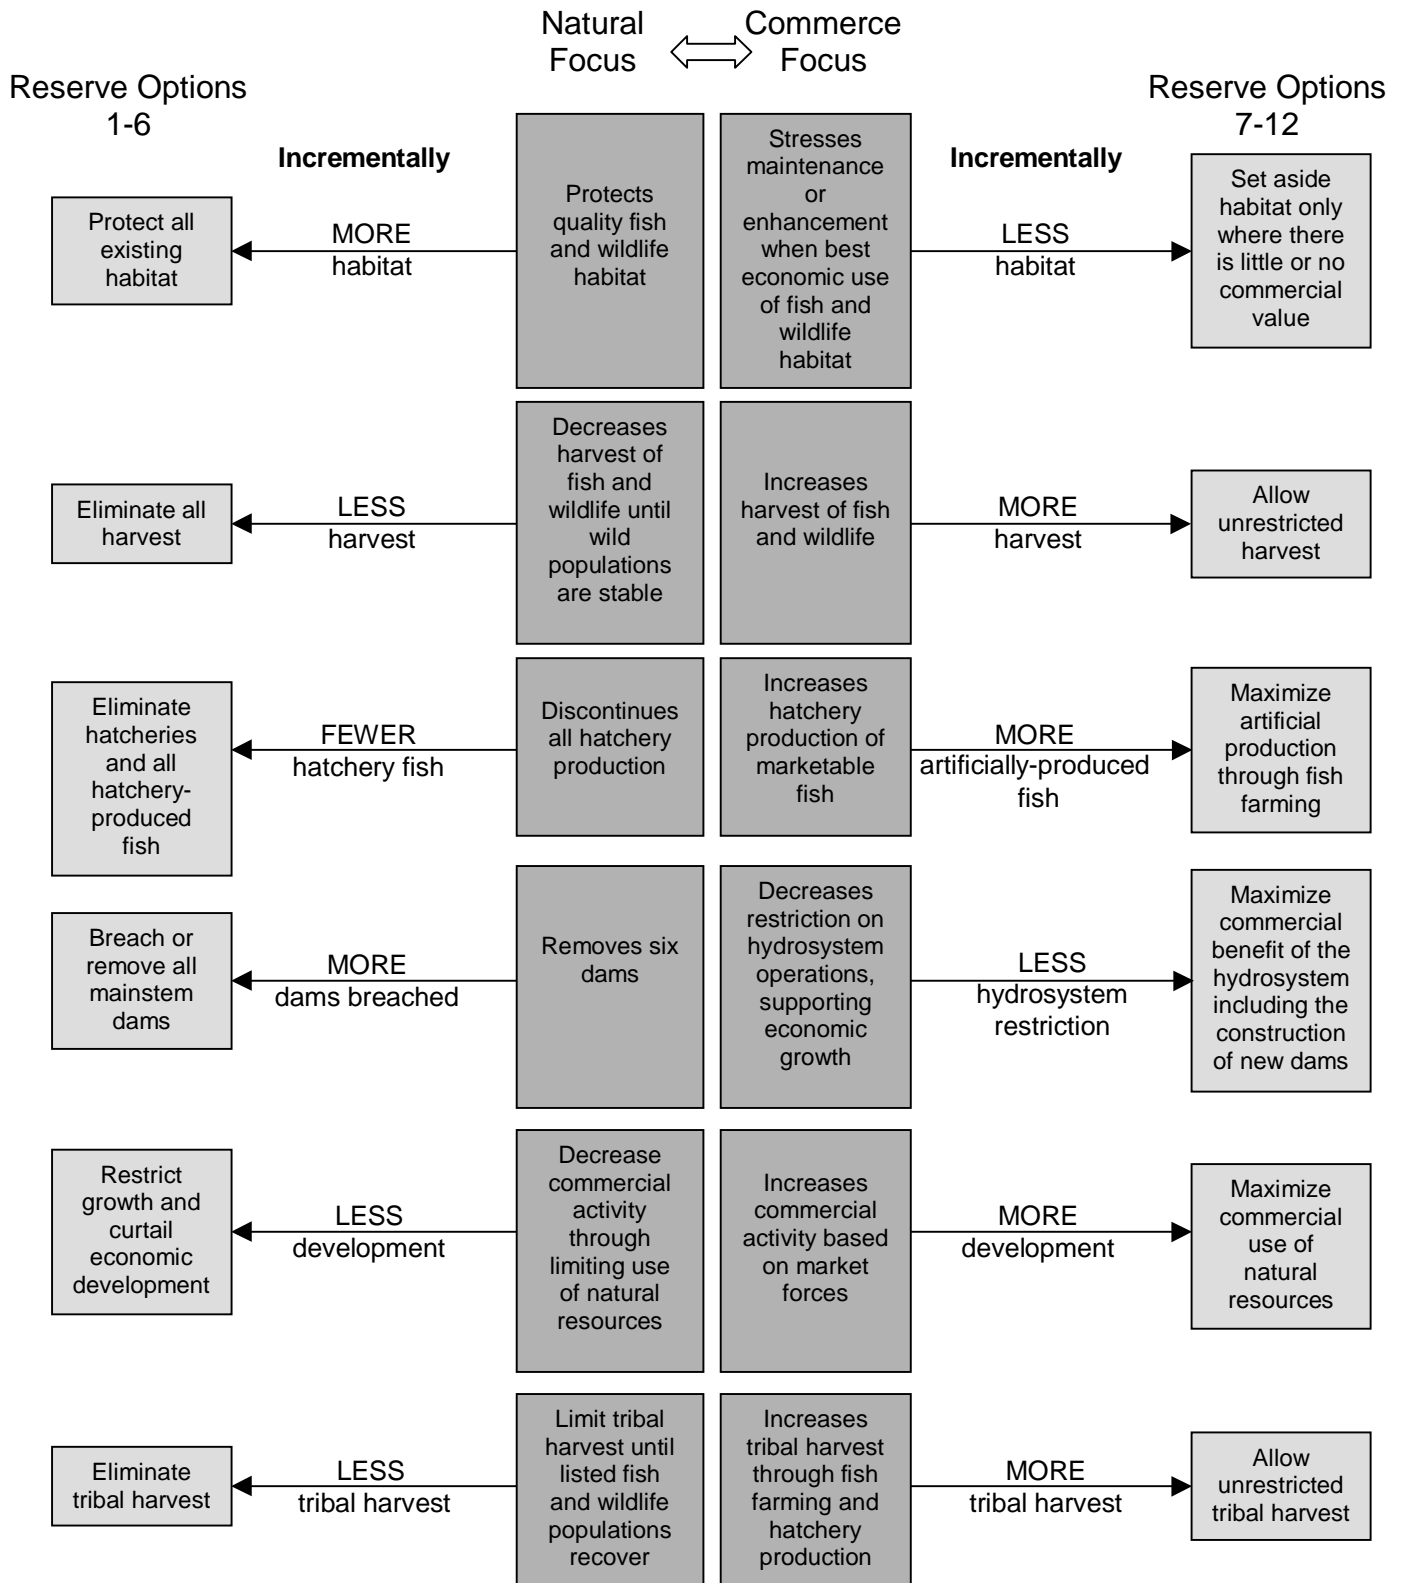 Natural
Focus
Commerce
Focus
Reserve Options
1-6
Reserve Options
7-12
Incrementally
Incrementally
Protect all
existing
habitat
MORE
habitat
Protects
quality fish
and wildlife
habitat
Stresses
maintenance
or
enhancement
when best
economic use
of fish and
wildlife
habitat
LESS
habitat
Set aside
habitat only
where there
is little or no
commercial
value
Eliminate all
harvest
LESS
harvest
Decreases
harvest of
fish and
wildlife until
wild
populations
are stable
Increases
harvest of fish
and wildlife
MORE
harvest
Allow
unrestricted
harvest
Eliminate
hatcheries
and all
hatchery-
produced
fish
FEWER
hatchery fish
Discontinues
all hatchery
production
Increases
hatchery
production of
marketable
fish
MORE
artificially-produced
fish
Maximize
artificial
production
through fish
farming
Breach or
remove all
mainstem
dams
MORE
dams breached
Removes six
dams
Decreases
restriction on
hydrosystem
operations,
supporting
economic
growth
LESS
hydrosystem
restriction
Maximize
commercial
benefit of the
hydrosystem
including the
construction
of new dams
Restrict
growth and
curtail
economic
development
LESS
development
Decrease
commercial
activity
through
limiting use
of natural
resources
Increases
commercial
activity based
on market
forces
MORE
development
Maximize
commercial
use of
natural
resources
Eliminate
tribal harvest
LESS
tribal harvest
Limit tribal
harvest until
listed fish
and wildlife
populations
recover
Increases
tribal harvest
through fish
farming and
hatchery
production
MORE
tribal harvest
Allow
unrestricted
tribal harvest